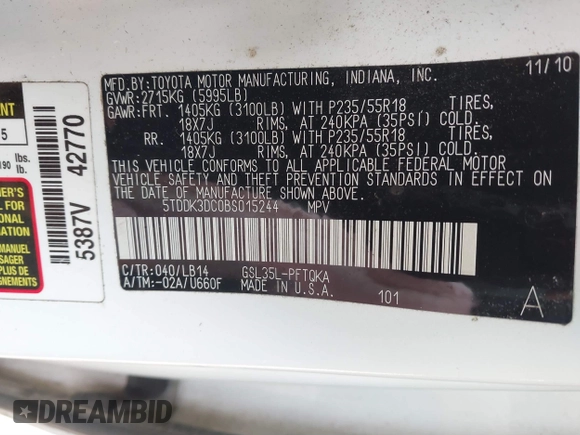 MFD.BY:TOYOTA MOTOR MANUFACTURING, INDIANA, INC. 11/10
GVWR:2715KG (5995LB)
GAWR:FRT. 1405KG (3100LB) WITH P235/55R18 TIRES,
18X7J RIMS, AT 240KPA (35PSI) COLD.
RR. 1405KG (3100LB) WITH P235/55R18 TIRES,
18X7J RIMS, AT 240KPA (35PSI) COLD.
THIS VEHICLE CONFORMS TO ALL APPLICABLE FEDERAL MOTOR
VEHICLE SAFETY AND THEFT PREVENTION STANDARDS IN EFFECT
ON THE DATE OF MANUFACTURE SHOWN ABOVE.
5TDDK3DC0BS015244 MPV
C/TR:040/LB14 GSL35L-PFTQKA
A/TM:-02A/U660F MADE IN U.S.A. 101 A
5387V 42770
5
190 lbs.
lb.
DREAMBID